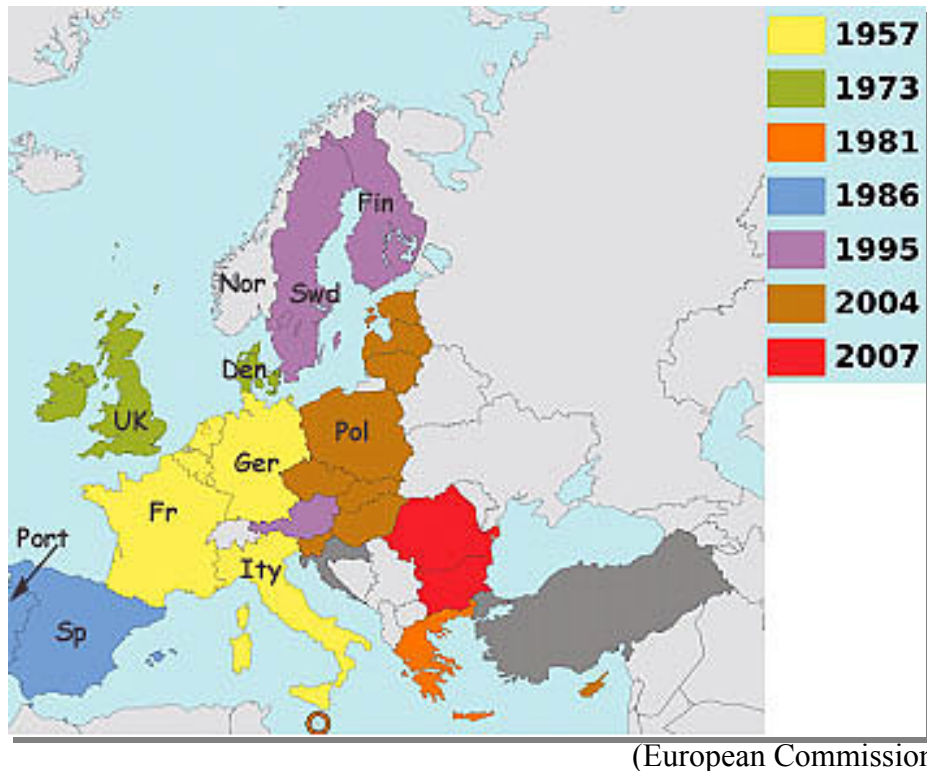 1957
1973
1981
1986
1995
2004
2007
Fin
Nor
Swd
Den
UK
Pol
Ger
Fr
Port
Ity
Sp
(European Commission